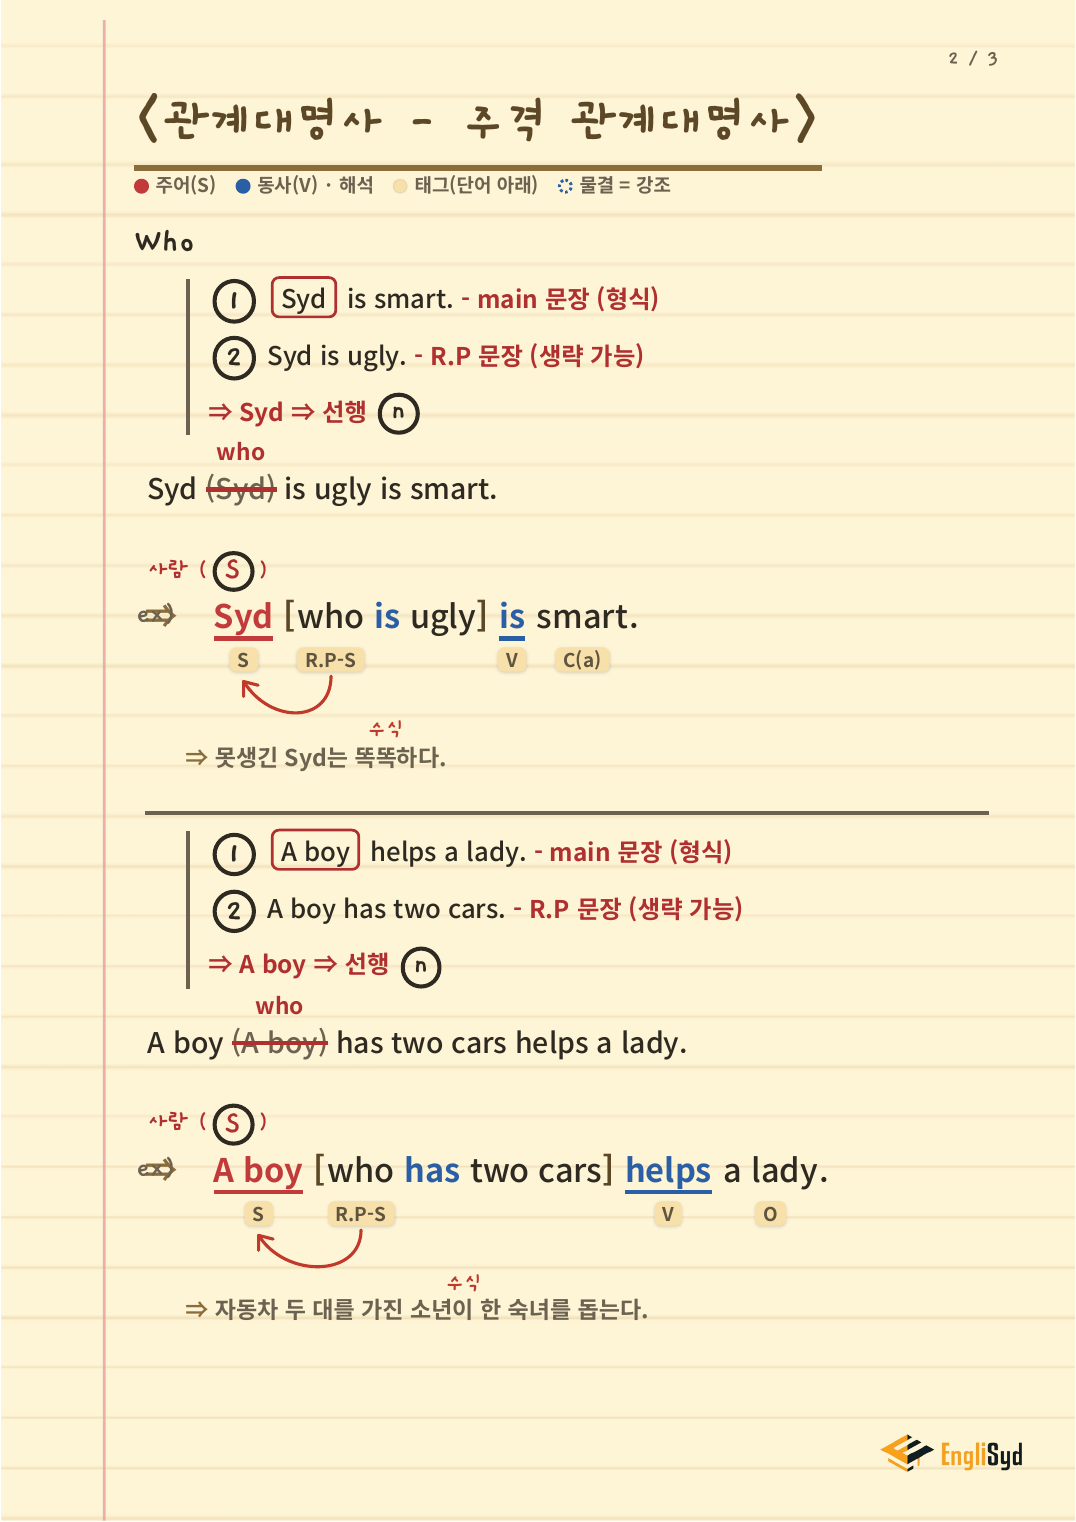 2 / 3
<관계대명사 - 주격 관계대명사>
주어(S) 동사(V) · 해석 태그(단어 아래) 물결 = 강조
Who
1 Syd is smart. - main 문장 (형식)
2 Syd is ugly. - R.P 문장 (생략 가능)
⇒ Syd ⇒ 선행 n
who
Syd (Syd) is ugly is smart.
사람 ( S )
⇒ Syd [who is ugly] is smart.
S R.P-S V C(a)
수식
⇒ 못생긴 Syd는 똑똑하다.
1 A boy helps a lady. - main 문장 (형식)
2 A boy has two cars. - R.P 문장 (생략 가능)
⇒ A boy ⇒ 선행 n
who
A boy (A boy) has two cars helps a lady.
사람 ( S )
⇒ A boy [who has two cars] helps a lady.
S R.P-S V O
수식
⇒ 자동차 두 대를 가진 소년이 한 숙녀를 돕는다.
EngliSyd